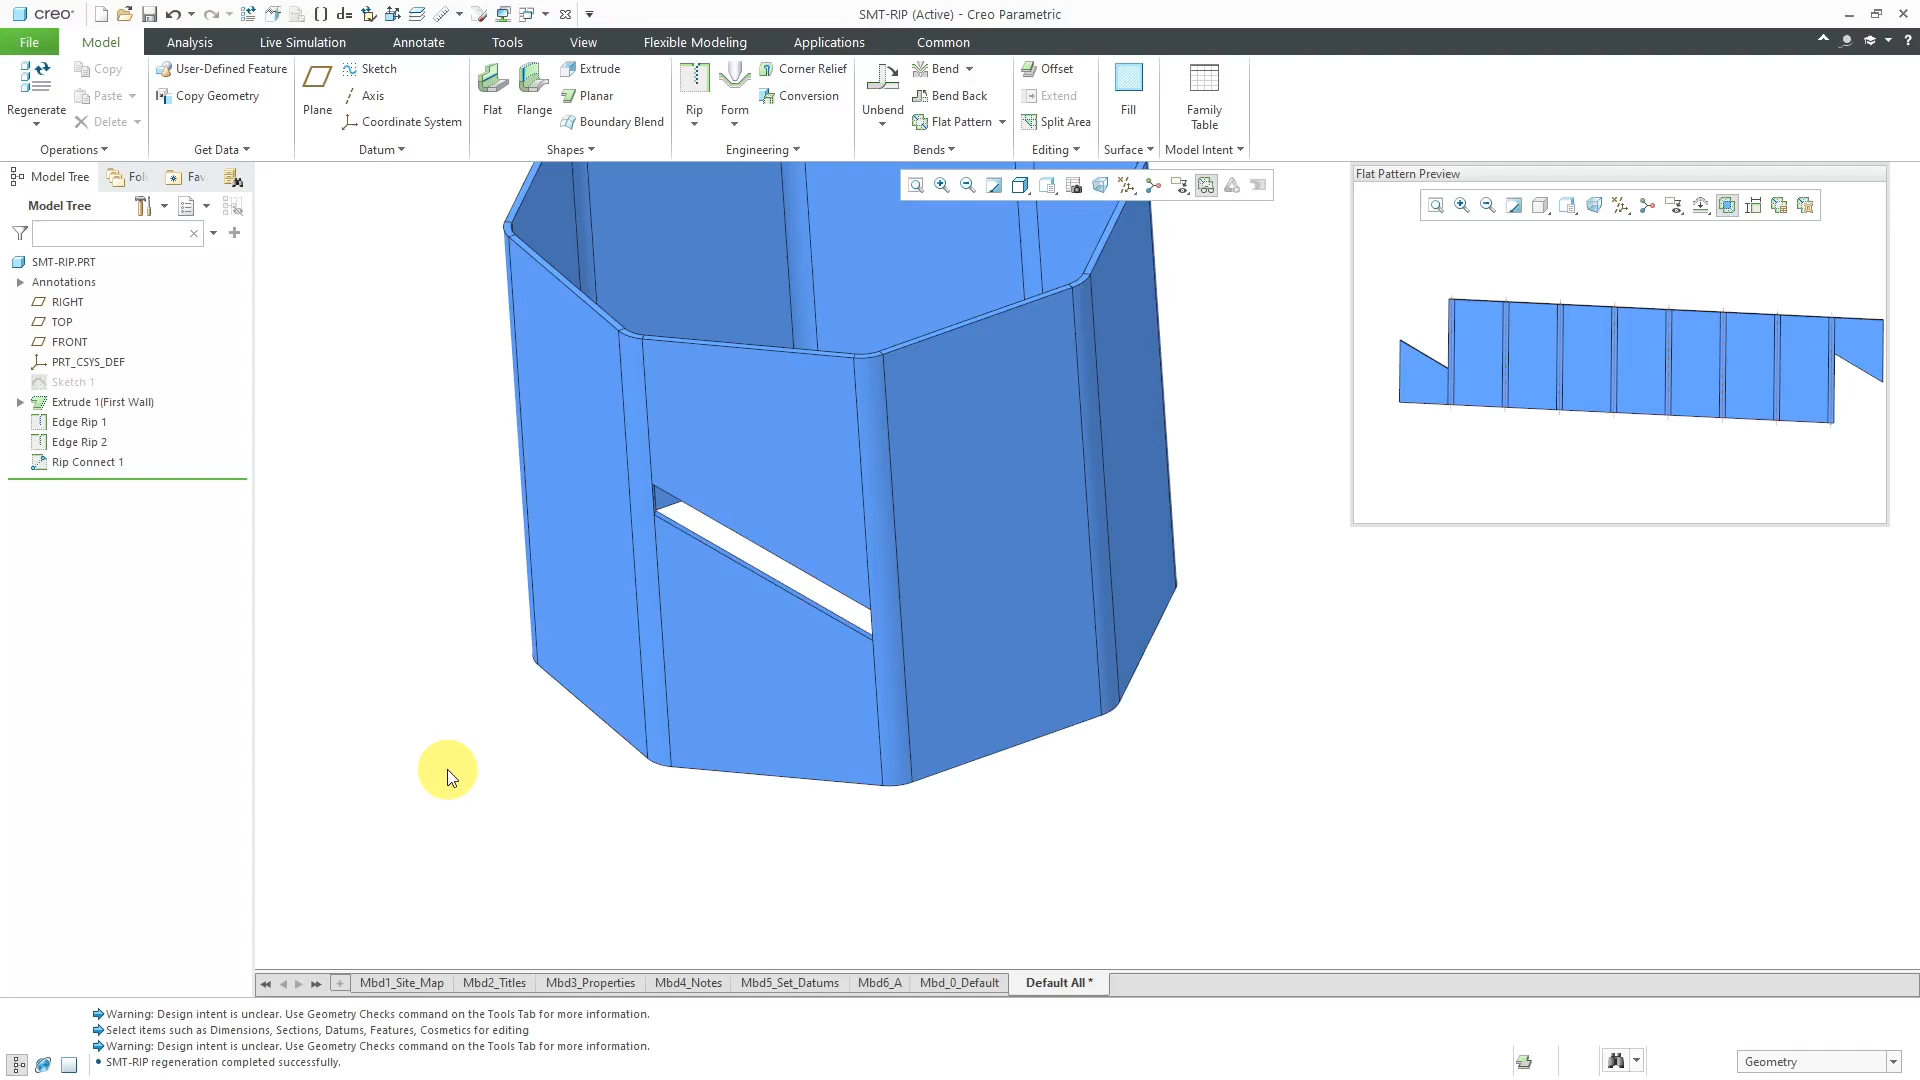 creo
SMT-RIP (Active) - Creo Parametric
File Model Analysis Live Simulation Annotate Tools View Flexible Modeling Applications Common
Regenerate
Copy
Paste
Delete
Operations
User-Defined Feature
Copy Geometry
Get Data
Plane
Sketch
Axis
Coordinate System
Datum
Flat
Flange
Extrude
Planar
Boundary Blend
Shapes
Rip
Form
Corner Relief
Conversion
Engineering
Unbend
Bend
Bend Back
Flat Pattern
Bends
Offset
Extend
Split Area
Editing
Fill
Surface
Family
Table
Model Intent
Model Tree Fol Fav
Model Tree
SMT-RIP.PRT
Annotations
RIGHT
TOP
FRONT
PRT_CSYS_DEF
Sketch 1
Extrude 1(First Wall)
Edge Rip 1
Edge Rip 2
Rip Connect 1
Flat Pattern Preview
Mbd1_Site_Map Mbd2_Titles Mbd3_Properties Mbd4_Notes Mbd5_Set_Datums Mbd6_A Mbd_0_Default Default All *
Warning: Design intent is unclear. Use Geometry Checks command on the Tools Tab for more information.
Select items such as Dimensions, Sections, Datums, Features, Cosmetics for editing
Warning: Design intent is unclear. Use Geometry Checks command on the Tools Tab for more information.
• SMT-RIP regeneration completed successfully.
Geometry